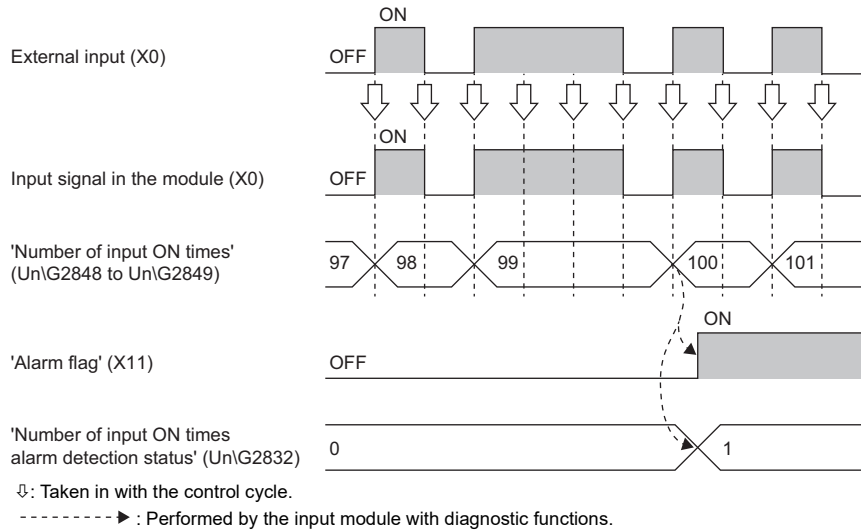 ON
External input (X0)
OFF
ON
Input signal in the module (X0)
OFF
'Number of input ON times'
(Un\G2848 to Un\G2849)
97 98 99 100 101
ON
'Alarm flag' (X11)
OFF
'Number of input ON times
alarm detection status' (Un\G2832)
0 1
⇩: Taken in with the control cycle.
: Performed by the input module with diagnostic functions.